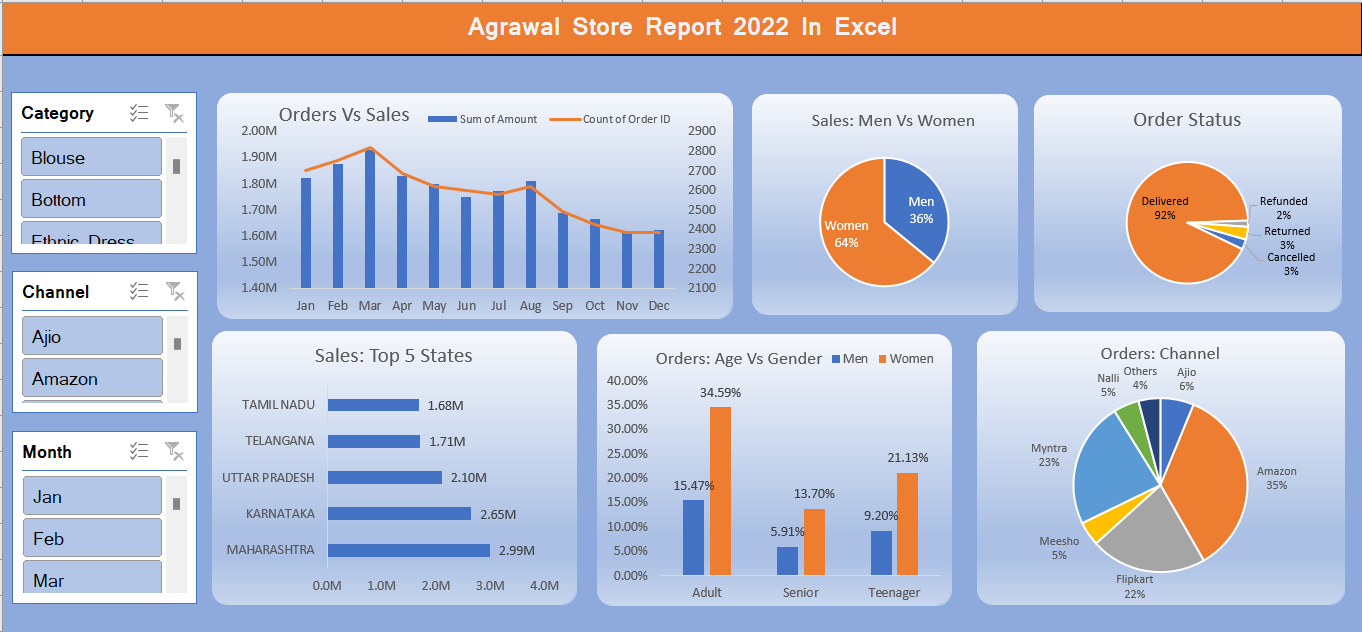 Agrawal Store Report 2022 In Excel
Category
Blouse
Bottom
Ethnic Dress
Channel
Ajio
Amazon
Month
Jan
Feb
Mar
Orders Vs Sales
Sum of Amount
Count of Order ID
2.00M
1.90M
1.80M
1.70M
1.60M
1.50M
1.40M
2900
2800
2700
2600
2500
2400
2300
2200
2100
Jan Feb Mar Apr May Jun Jul Aug Sep Oct Nov Dec
Sales: Men Vs Women
Men
36%
Women
64%
Order Status
Delivered
92%
Refunded
2%
Returned
3%
Cancelled
3%
Sales: Top 5 States
TAMIL NADU 1.68M
TELANGANA 1.71M
UTTAR PRADESH 2.10M
KARNATAKA 2.65M
MAHARASHTRA 2.99M
0.0M 1.0M 2.0M 3.0M 4.0M
Orders: Age Vs Gender
Men
Women
40.00%
35.00%
30.00%
25.00%
20.00%
15.00%
10.00%
5.00%
0.00%
15.47%
34.59%
5.91%
13.70%
9.20%
21.13%
Adult Senior Teenager
Orders: Channel
Ajio
6%
Amazon
35%
Flipkart
22%
Meesho
5%
Myntra
23%
Nalli
5%
Others
4%